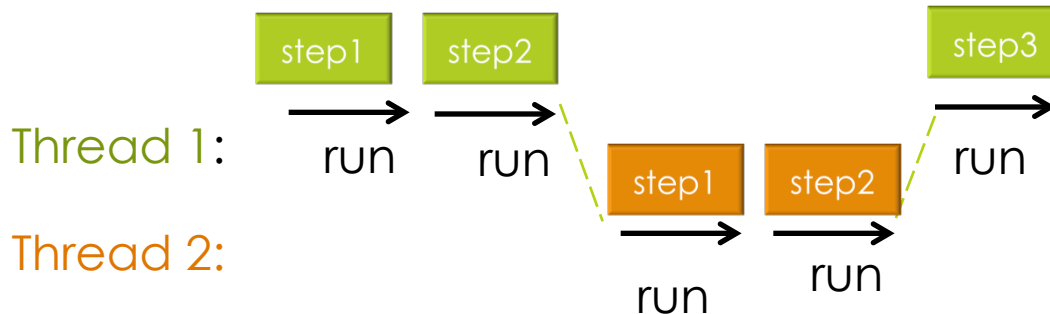 step1 step2 step3
Thread 1: run run run
step1 step2
Thread 2:
run run